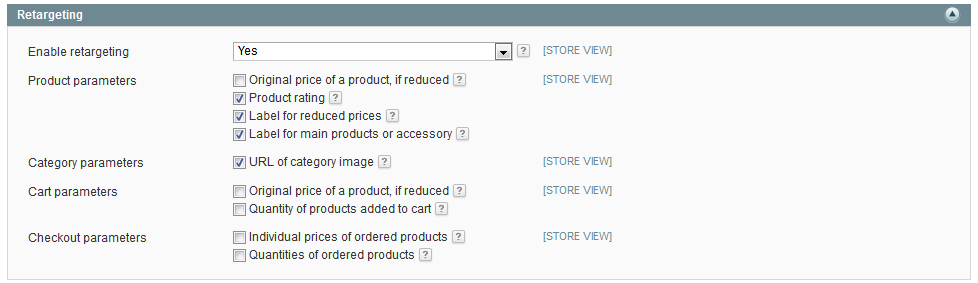 Retargeting
Enable retargeting Yes ? [STORE VIEW]
Product parameters Original price of a product, if reduced ? [STORE VIEW]
Product rating ?
Label for reduced prices ?
Label for main products or accessory ?
Category parameters URL of category image ? [STORE VIEW]
Cart parameters Original price of a product, if reduced ? [STORE VIEW]
Quantity of products added to cart ?
Checkout parameters Individual prices of ordered products ? [STORE VIEW]
Quantities of ordered products ?